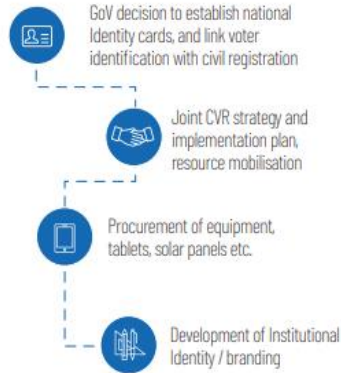 GoV decision to establish national
Identity cards, and link voter
identification with civil registration
Joint CVR strategy and
implementation plan,
resource mobilisation
Procurement of equipment,
tablets, solar panels etc.
Development of Institutional
Identity / branding